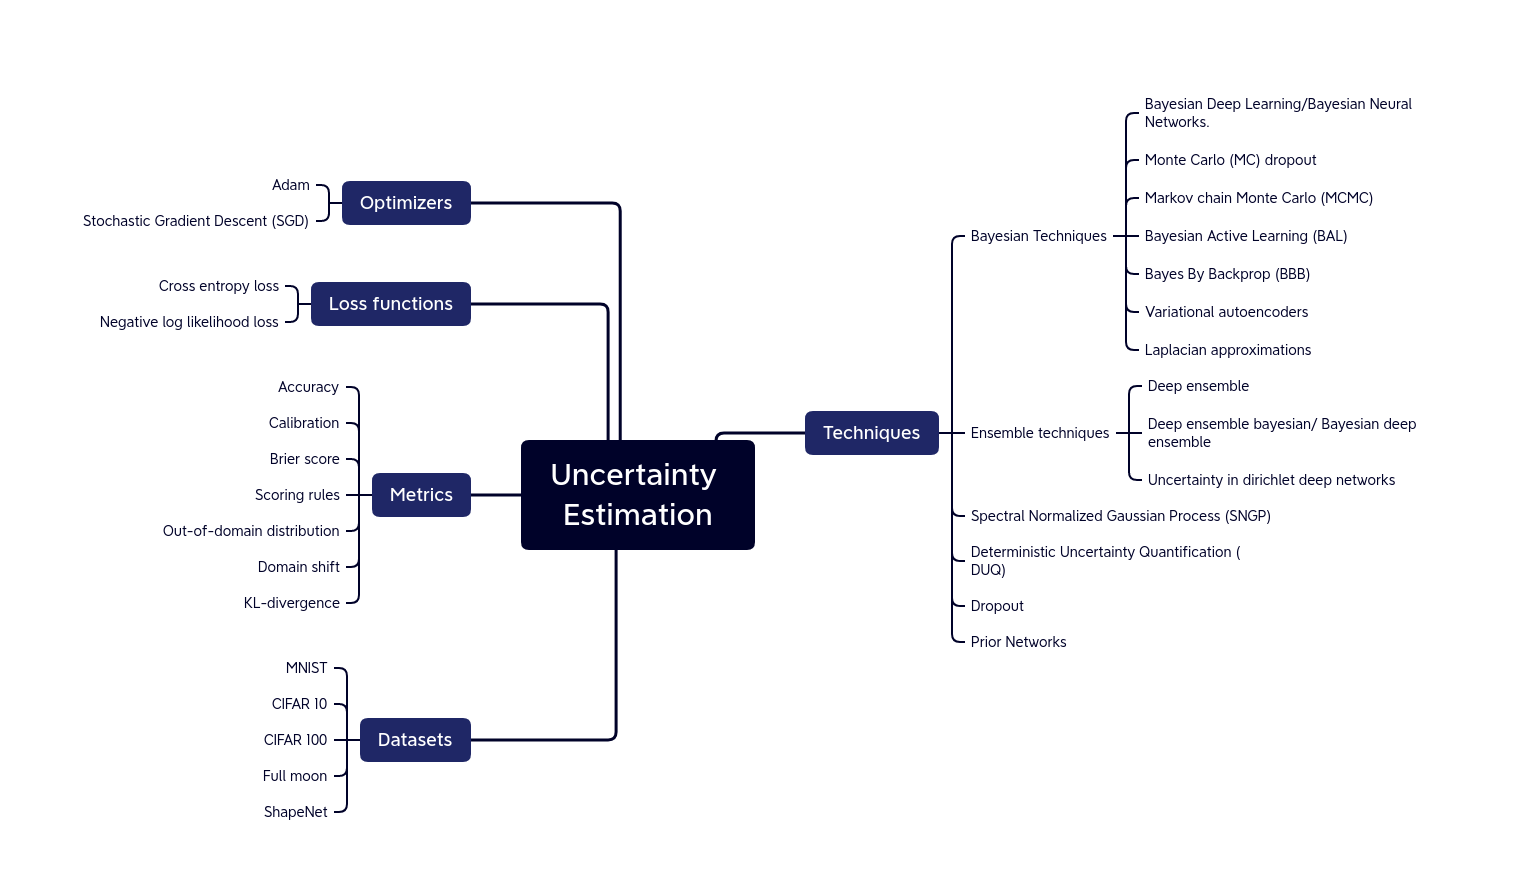 Uncertainty
Estimation
Optimizers
Adam
Stochastic Gradient Descent (SGD)
Loss functions
Cross entropy loss
Negative log likelihood loss
Metrics
Accuracy
Calibration
Brier score
Scoring rules
Out-of-domain distribution
Domain shift
KL-divergence
Datasets
MNIST
CIFAR 10
CIFAR 100
Full moon
ShapeNet
Techniques
Bayesian Techniques
Bayesian Deep Learning/Bayesian Neural
Networks.
Monte Carlo (MC) dropout
Markov chain Monte Carlo (MCMC)
Bayesian Active Learning (BAL)
Bayes By Backprop (BBB)
Variational autoencoders
Laplacian approximations
Ensemble techniques
Deep ensemble
Deep ensemble bayesian/ Bayesian deep
ensemble
Uncertainty in dirichlet deep networks
Spectral Normalized Gaussian Process (SNGP)
Deterministic Uncertainty Quantification (
DUQ)
Dropout
Prior Networks